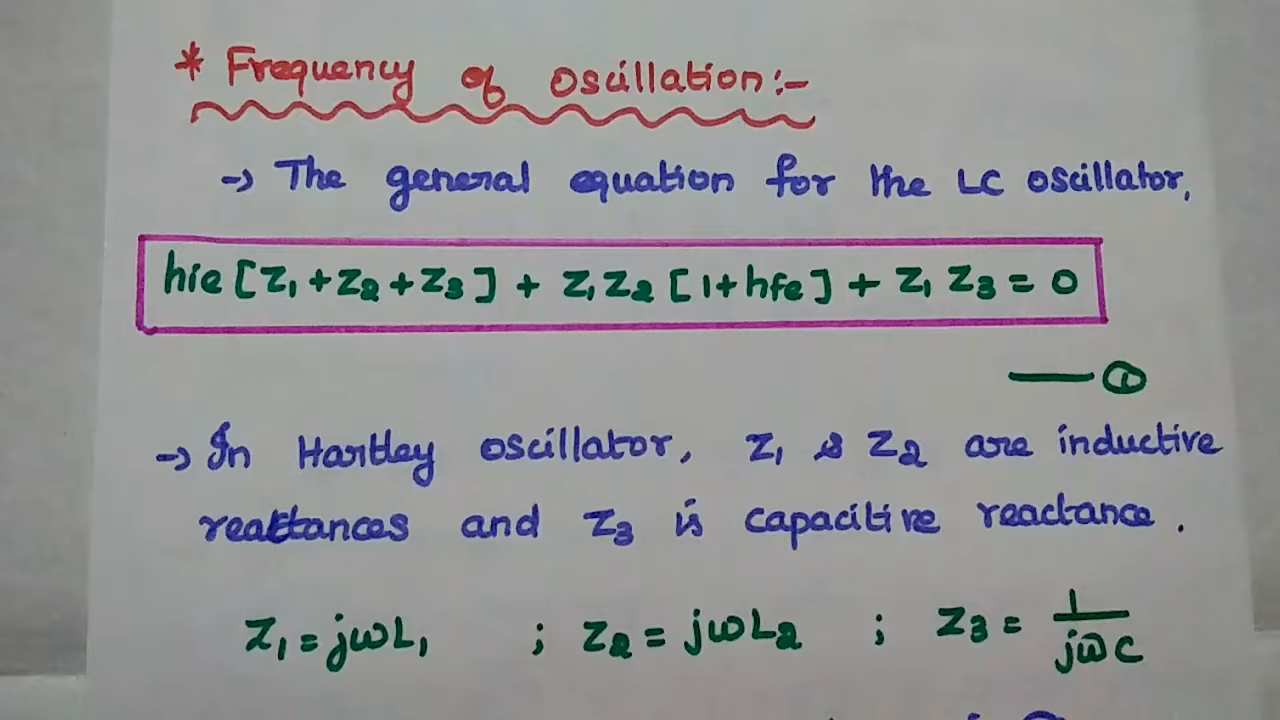 * Frequency of Oscillation:-
→ The general equation for the LC oscillator,
hie [Z₁ + Z₂ + Z₃] + Z₁Z₂ [1 + hfe] + Z₁ Z₃ = 0
— ①
→ In Hartley oscillator, Z₁ & Z₂ are inductive
reactances and Z₃ is capacitive reactance.
Z₁ = jωL₁ ; Z₂ = jωL₂ ; Z₃ = 1/jωC